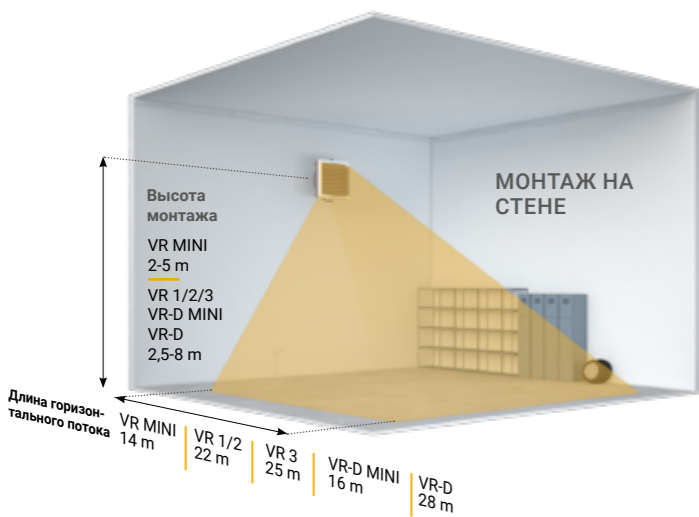 МОНТАЖ НА
СТЕНЕ
Высота
монтажа
VR MINI
2-5 m
VR 1/2/3
VR-D MINI
VR-D
2,5-8 m
Длина горизон-
тального потока
VR MINI
14 m
VR 1/2
22 m
VR 3
25 m
VR-D MINI
16 m
VR-D
28 m